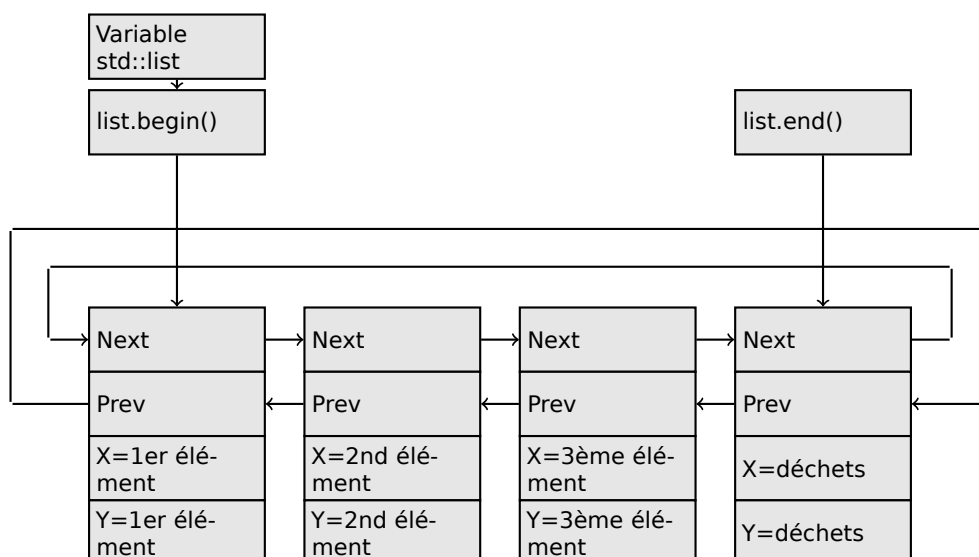 Variable
std::list
list.begin()
list.end()
Next
Next
Next
Next
Prev
Prev
Prev
Prev
X=1er élé-
ment
X=2nd élé-
ment
X=3ème élé-
ment
X=déchets
Y=1er élé-
ment
Y=2nd élé-
ment
Y=3ème élé-
ment
Y=déchets